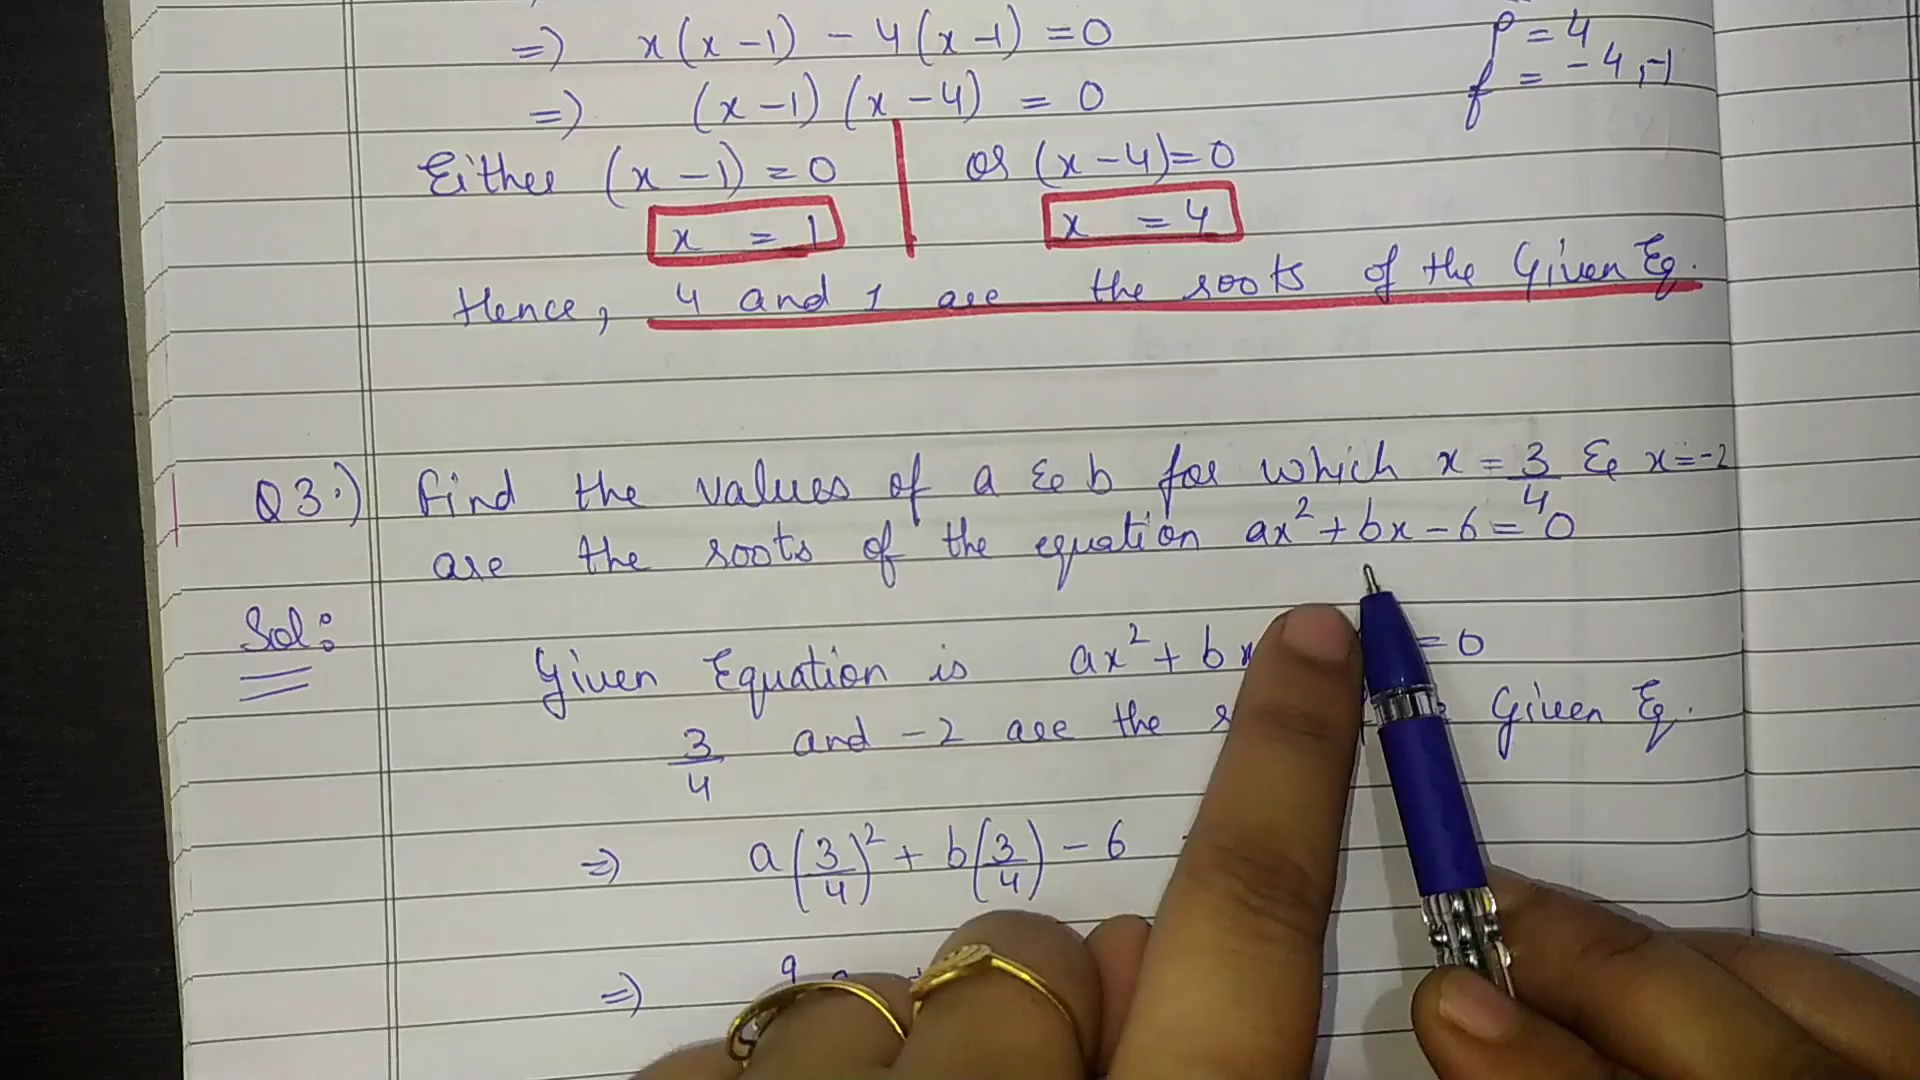 =) x(x-1) - 4(x-1) = 0
p = 4
=) (x-1) (x-4) = 0
f = -4, -1
Either (x-1) = 0 or (x-4) = 0
x = 1 x = 4
Hence, 4 and 1 are the roots of the Given Eq.
Q3.) Find the values of a & b for which x = 3/4 & x = -2
are the roots of the equation ax² + bx - 6 = 0
Sol:
Given Equation is ax² + bx = 0
3/4 and -2 are the Given Eq.
=) a(3/4)² + b(3/4) - 6
=) 9